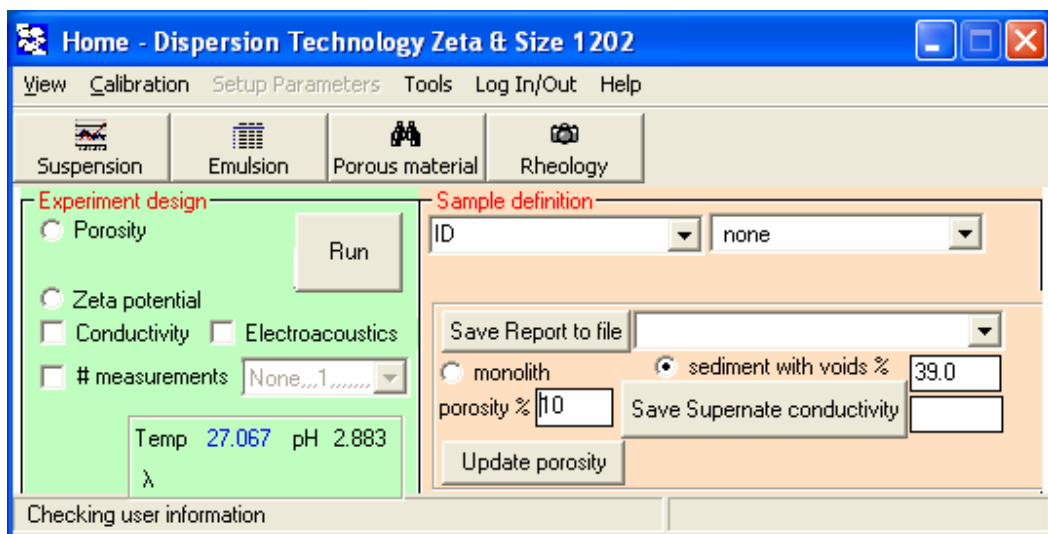 Home - Dispersion Technology Zeta & Size 1202
View Calibration Setup Parameters Tools Log In/Out Help
Suspension Emulsion Porous material Rheology
Experiment design
Porosity
Run
Zeta potential
Conductivity Electroacoustics
# measurements None,,,1,,,,,,,
Temp 27.067 pH 2.883
λ
Sample definition
ID none
Save Report to file
monolith sediment with voids % 39.0
porosity % 10 Save Supernate conductivity
Update porosity
Checking user information